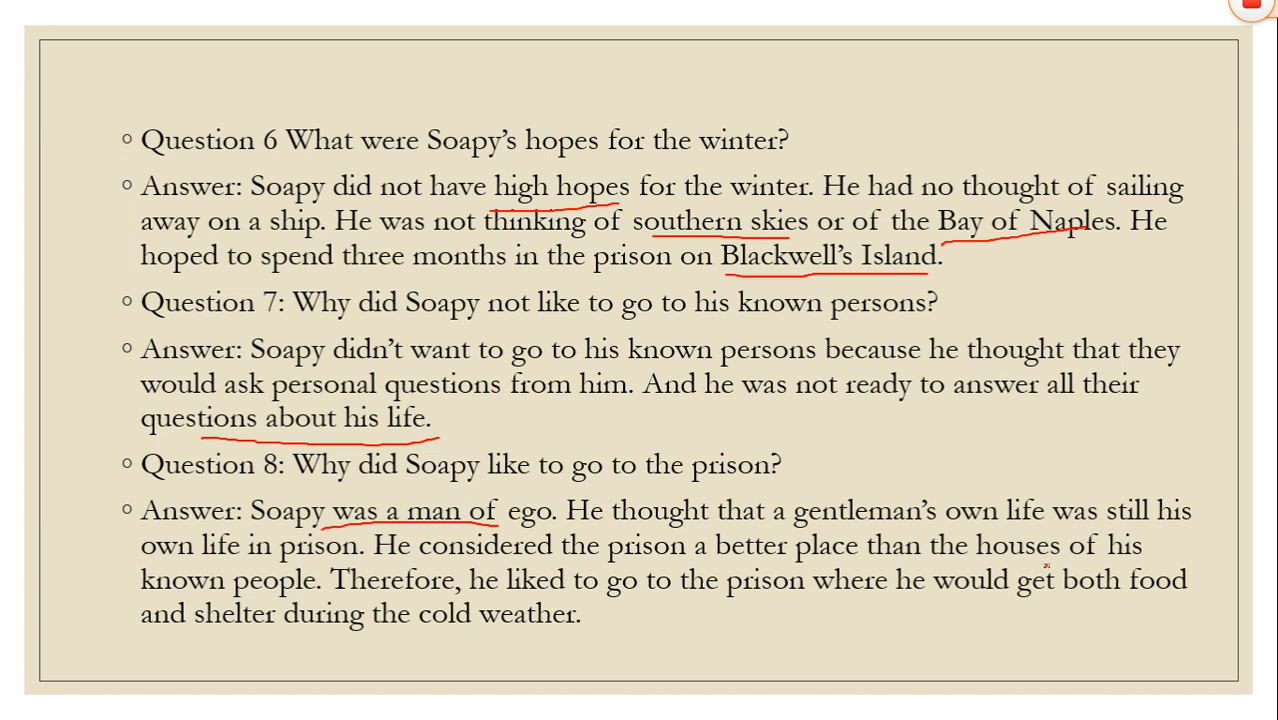 ◦ Question 6 What were Soapy’s hopes for the winter?
◦ Answer: Soapy did not have high hopes for the winter. He had no thought of sailing
away on a ship. He was not thinking of southern skies or of the Bay of Naples. He
hoped to spend three months in the prison on Blackwell’s Island.
◦ Question 7: Why did Soapy not like to go to his known persons?
◦ Answer: Soapy didn’t want to go to his known persons because he thought that they
would ask personal questions from him. And he was not ready to answer all their
questions about his life.
◦ Question 8: Why did Soapy like to go to the prison?
◦ Answer: Soapy was a man of ego. He thought that a gentleman’s own life was still his
own life in prison. He considered the prison a better place than the houses of his
known people. Therefore, he liked to go to the prison where he would get both food
and shelter during the cold weather.